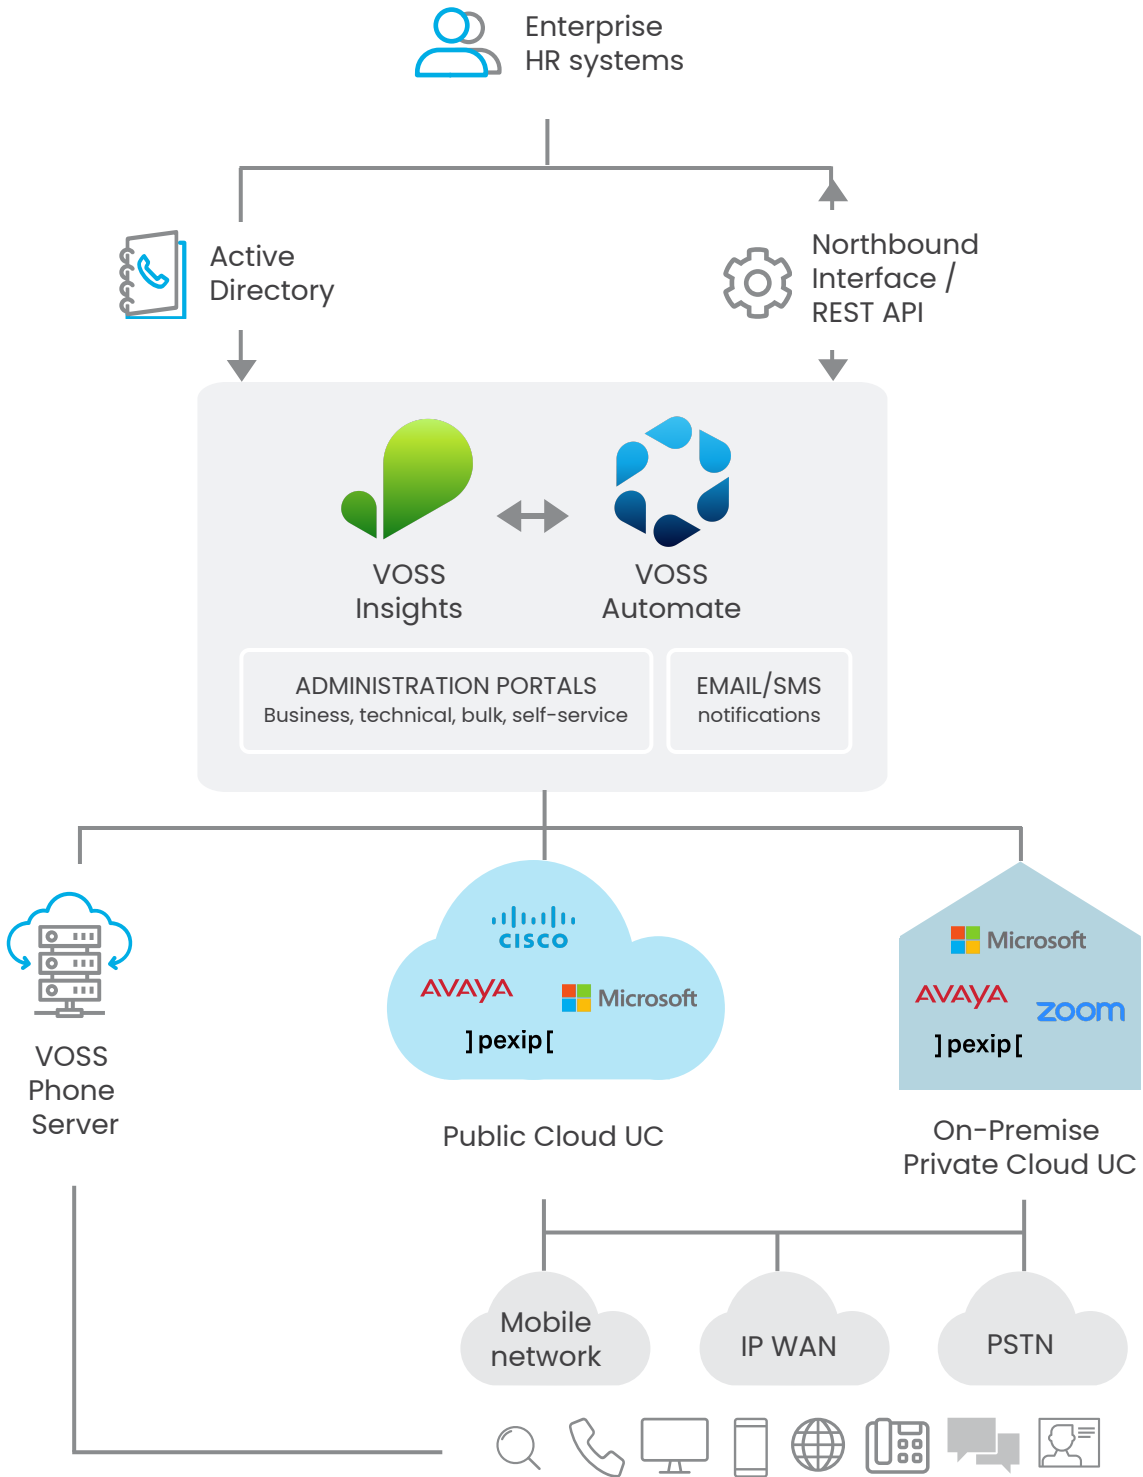 Enterprise
HR systems
Active
Directory
Northbound
Interface /
REST API
VOSS
Insights
VOSS
Automate
ADMINISTRATION PORTALS
Business, technical, bulk, self-service
EMAIL/SMS
notifications
VOSS
Phone
Server
CISCO
AVAYA
Microsoft
]pexip[
Public Cloud UC
Microsoft
AVAYA
zoom
]pexip[
On-Premise
Private Cloud UC
Mobile
network
IP WAN
PSTN